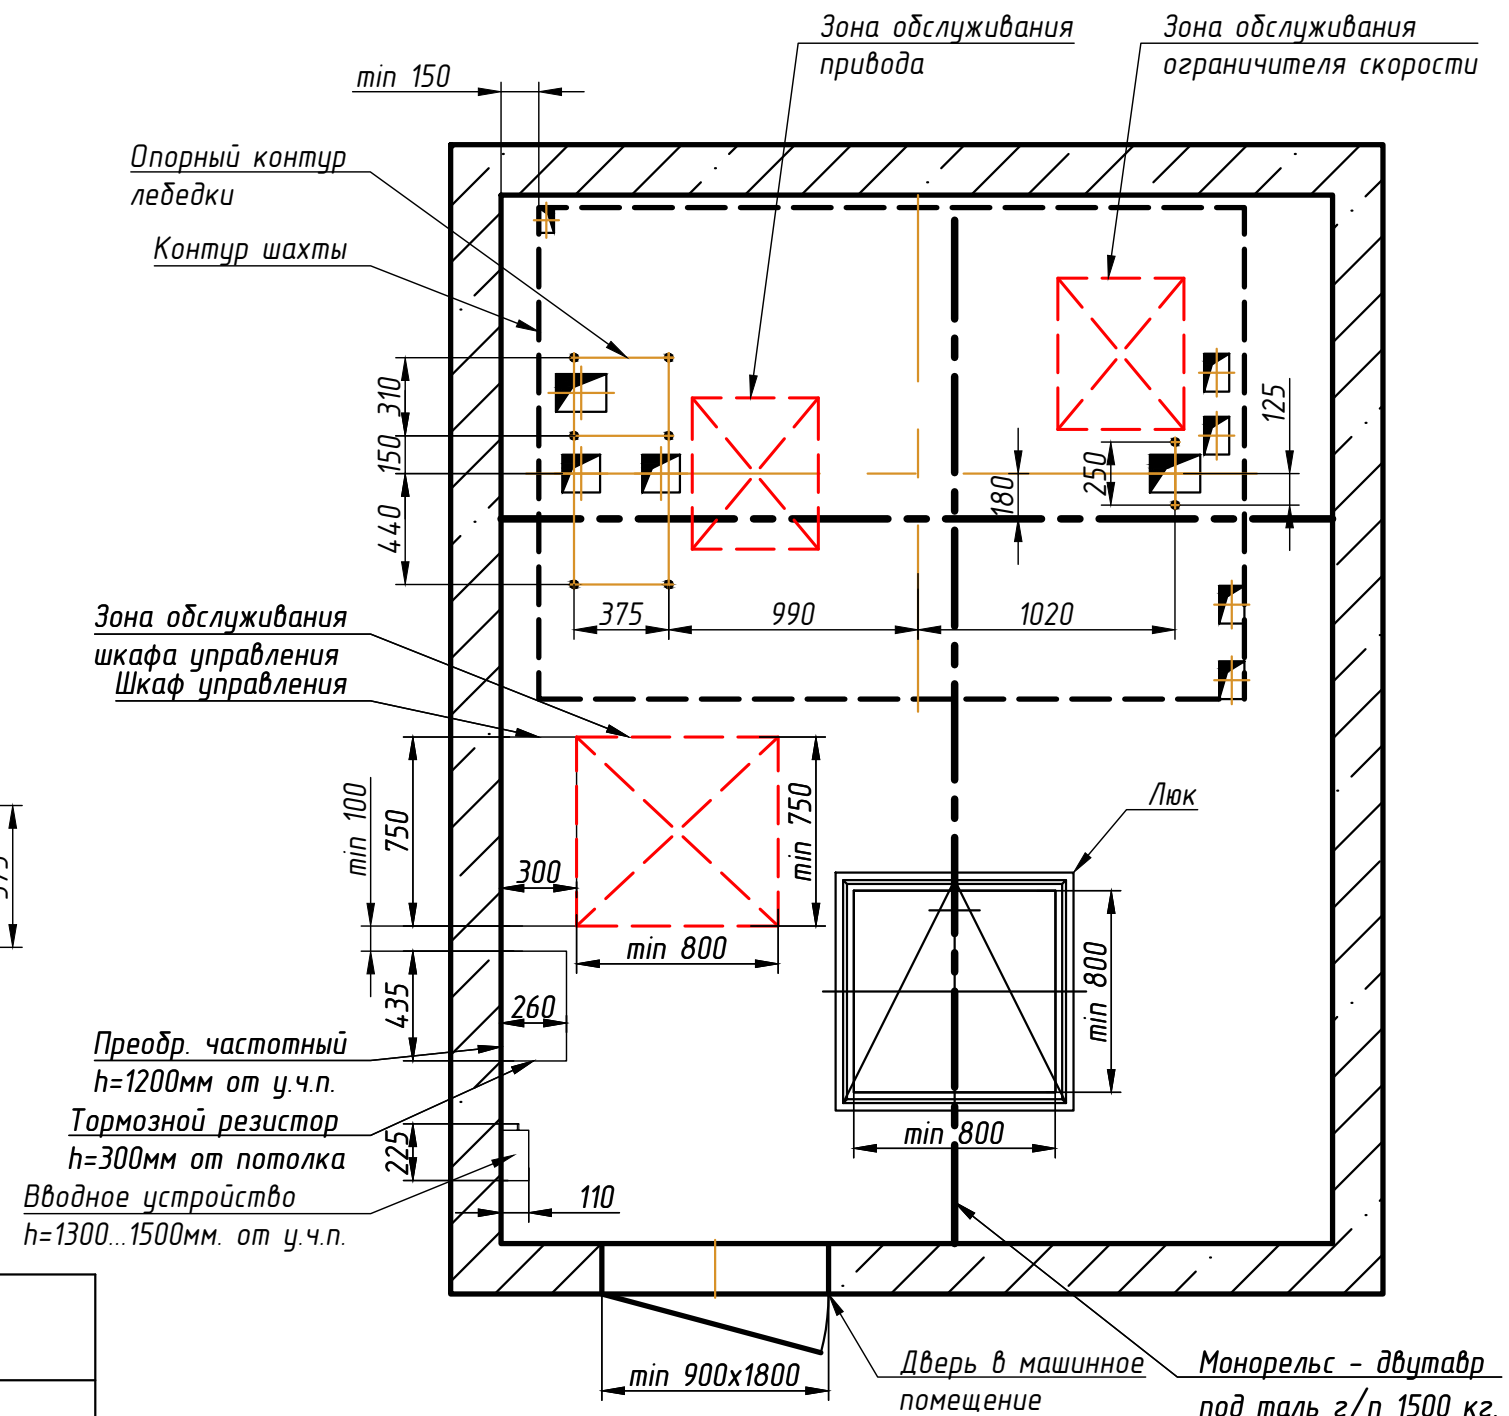 Зона обслуживания
привода
Зона обслуживания
ограничителя скорости
min 150
Опорный контур
лебедки
Контур шахты
310
150
440
250
180
125
375
990
1020
Зона обслуживания
шкафа управления
Шкаф управления
min 100
750
300
min 750
min 800
Люк
min 800
min 800
435
260
Преобр. частотный
h=1200мм от у.ч.п.
Тормозной резистор
h=300мм от потолка
225
Вводное устройство
h=1300...1500мм. от у.ч.п.
110
min 900x1800
Дверь в машинное
помещение
Монорельс - двутавр
под таль г/п 1500 кг.